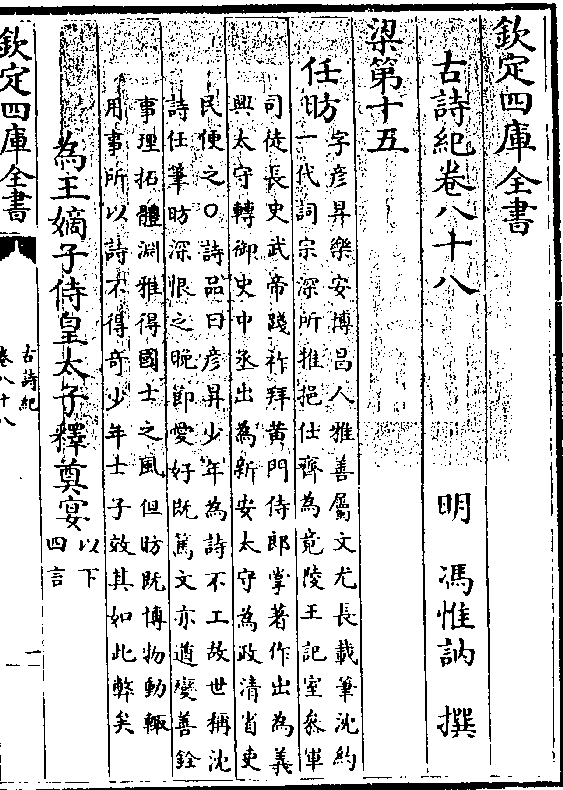 欽定四庫全書
古詩紀卷八十八
明 馮惟訥 撰
梁第十五
任昉
字彦昇樂安博昌人雅善屬文尤長載筆沈約
一代詞宗深所推挹仕齊為竟陵王記室參軍
司徒長史武帝踐祚拜黄門侍郎掌著作出為義
興太守轉御史中丞出為新安太守為政清省吏
民便之○詩品曰彦昇少年為詩不工故世稱沈
詩任筆昉深恨之晚節愛好既篤文亦遒變善銓
事理拓體淵雅得國士之風但昉既博物動輒
用事所以詩不得奇少年士子效其如此弊矣
為王嫡子侍皇太子釋奠宴
以下
四言
欽定四庫全書
古詩紀
卷八十八
一